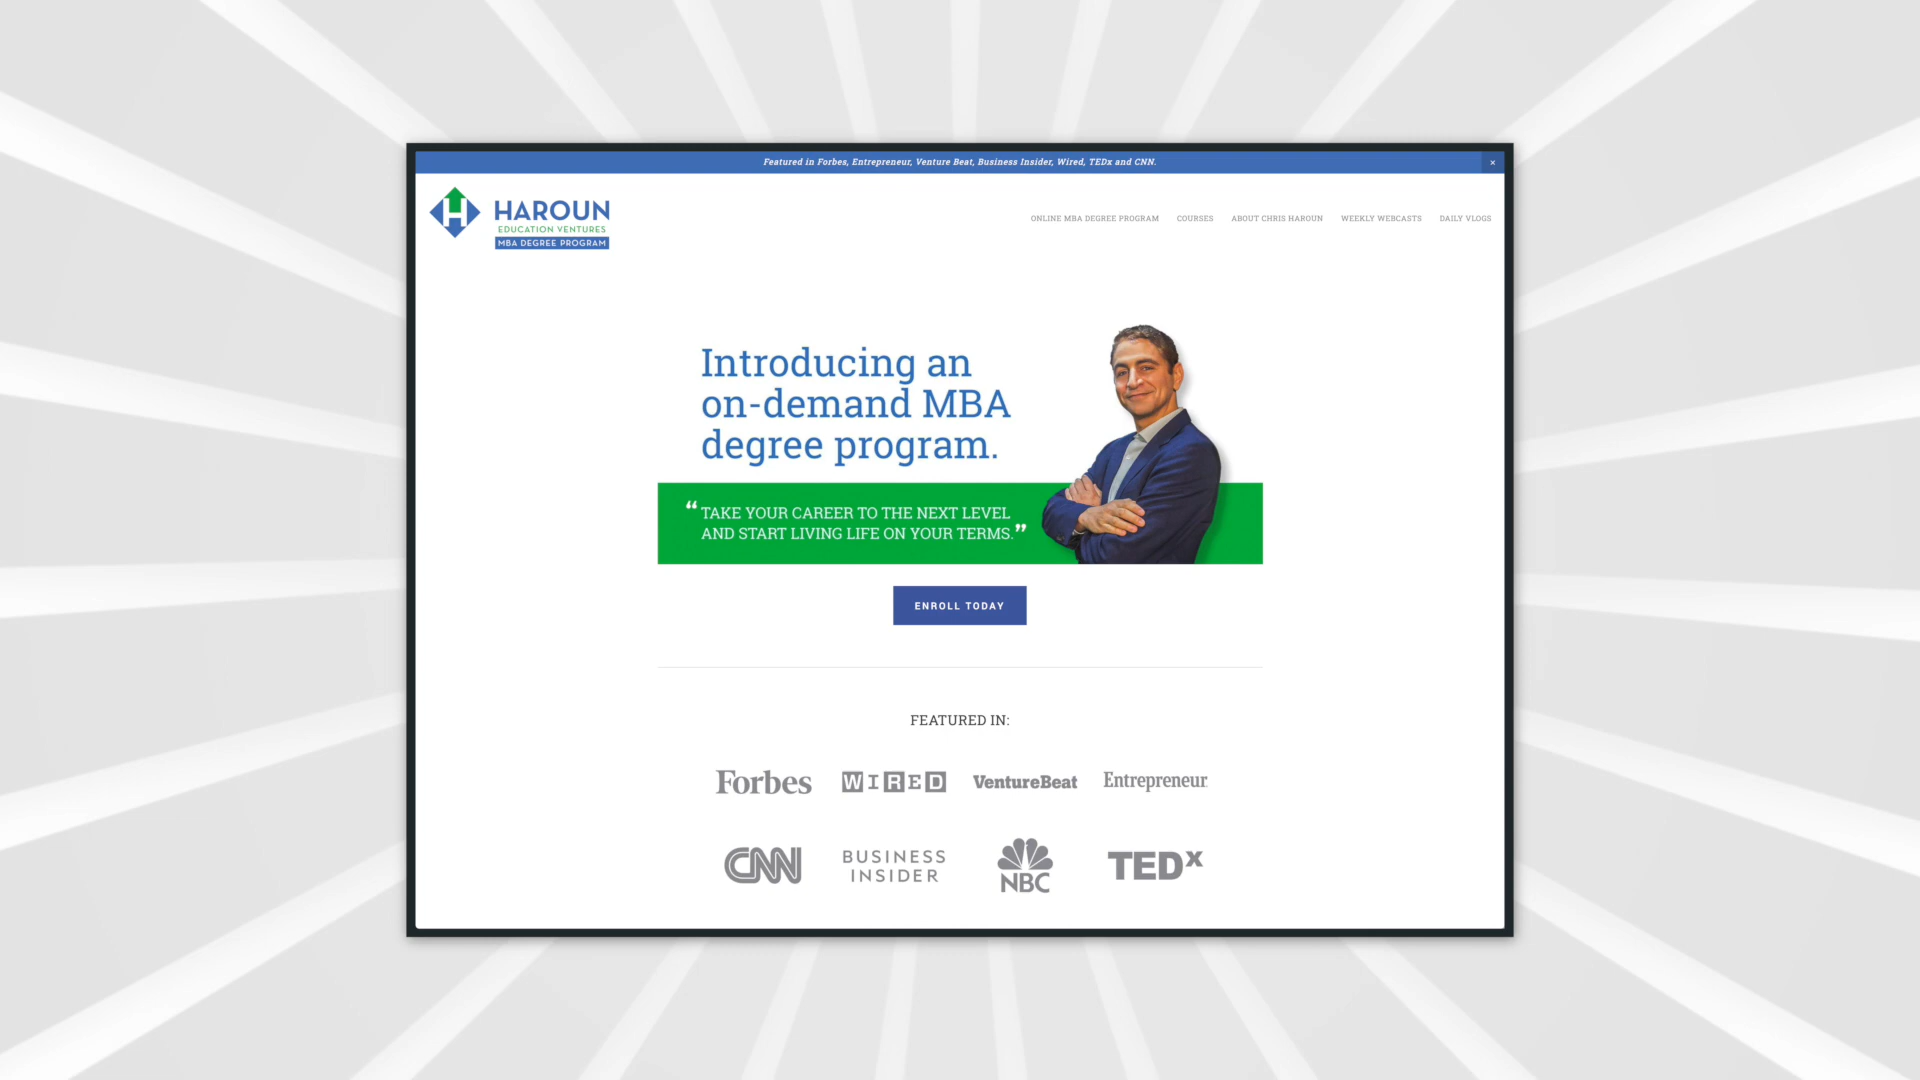 Featured in Forbes, Entrepreneur, Venture Beat, Business Insider, Wired, TEDx and CNN.
×
H
HAROUN
EDUCATION VENTURES
MBA DEGREE PROGRAM
ONLINE MBA DEGREE PROGRAM COURSES ABOUT CHRIS HAROUN WEEKLY WEBCASTS DAILY VLOGS
Introducing an
on-demand MBA
degree program.
“TAKE YOUR CAREER TO THE NEXT LEVEL
AND START LIVING LIFE ON YOUR TERMS.”
ENROLL TODAY
FEATURED IN:
Forbes WIRED VentureBeat Entrepreneur
CNN BUSINESS INSIDER NBC TEDx